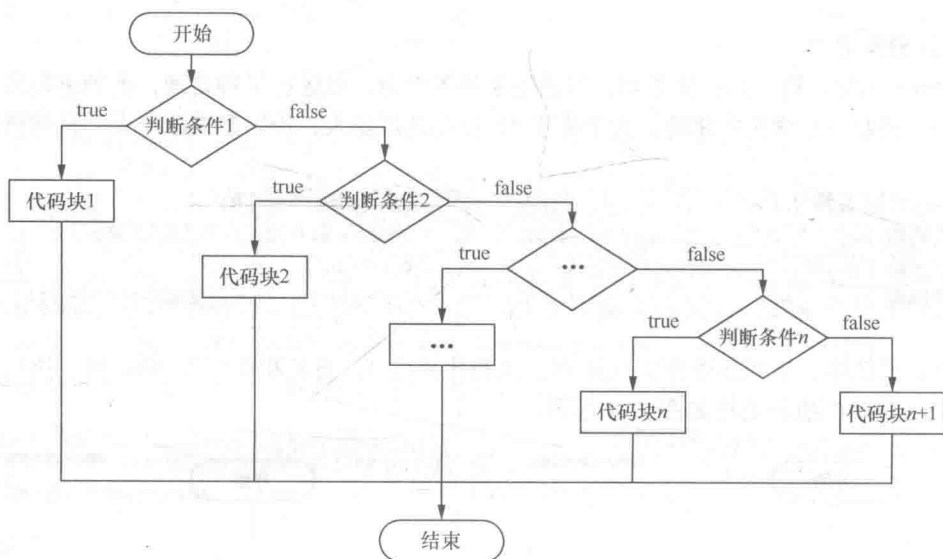 开始
true
判断条件1
false
代码块1
true
判断条件2
false
代码块2
true
…
false
…
true
判断条件n
false
代码块n
代码块n+1
结束